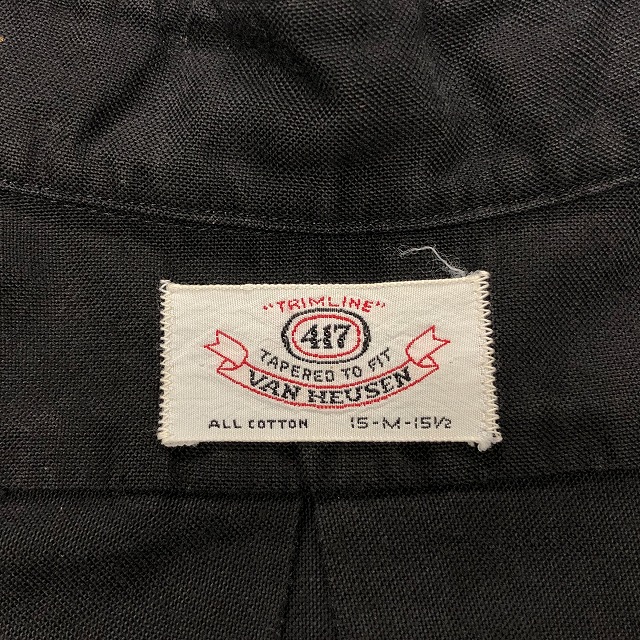 "TRIMLINE"
417
TAPERED TO FIT
VAN HEUSEN
ALL COTTON 15-M-15½